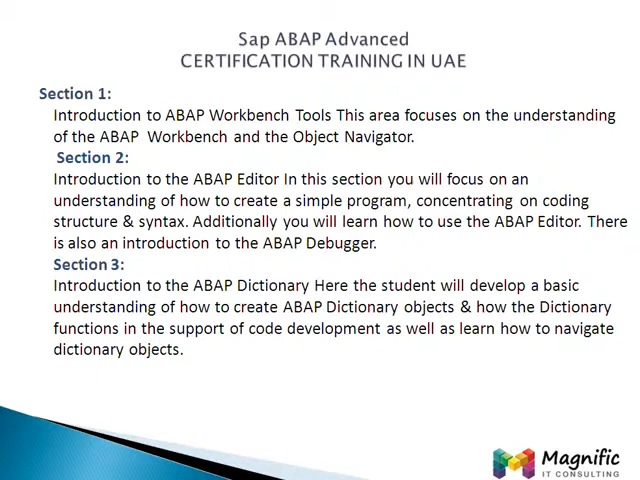 Sap ABAP Advanced
CERTIFICATION TRAINING IN UAE
Section 1:
Introduction to ABAP Workbench Tools This area focuses on the understanding
of the ABAP Workbench and the Object Navigator.
Section 2:
Introduction to the ABAP Editor In this section you will focus on an
understanding of how to create a simple program, concentrating on coding
structure & syntax. Additionally you will learn how to use the ABAP Editor. There
is also an introduction to the ABAP Debugger.
Section 3:
Introduction to the ABAP Dictionary Here the student will develop a basic
understanding of how to create ABAP Dictionary objects & how the Dictionary
functions in the support of code development as well as learn how to navigate
dictionary objects.
Magnific
IT CONSULTING